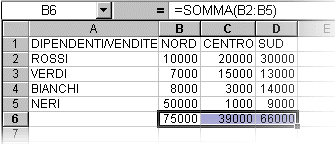 B6 = =SOMMA(B2:B5)
A B C D E
1 DIPENDENTI/VENDITE NORD CENTRO SUD
2 ROSSI 10000 20000 30000
3 VERDI 7000 15000 13000
4 BIANCHI 8000 3000 14000
5 NERI 50000 1000 9000
6 75000 39000 66000
7